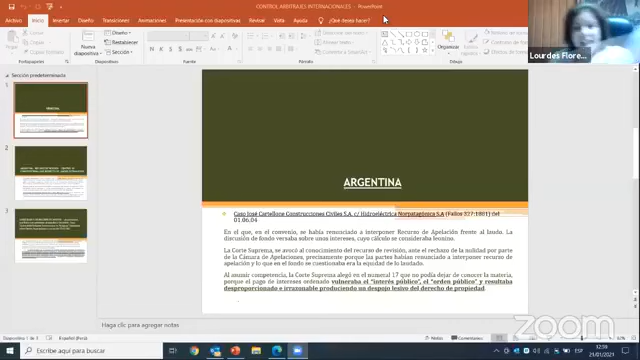 CONTROL ARBITRAJES INTERNACIONALES - PowerPoint
Archivo Inicio Insertar Diseño Transiciones Animaciones Presentación con diapositivas Revisar Vista Ayuda ¿Qué desea hacer?
Nueva diapositiva
Diseño
Restablecer
Sección
Organizar
Diapositivas
Fuente
Párrafo
Dibujo
Lourdes Flore...
Sección predeterminada
1
2
3
ARGENTINA
Caso José Cartellone Construcciones Civiles S.A. c/ Hidroeléctrica Norpatagónica S.A (Fallos 327:1881) del
01.06.04
En el que, en el convenio, se había renunciado a interponer Recurso de Apelación frente al laudo. La
discusión de fondo versaba sobre unos intereses, cuyo cálculo se consideraba leonino.
La Corte Suprema, se avocó al conocimiento del recurso de revisión, ante el rechazo de la nulidad por parte
de la Cámara de Apelaciones, precisamente porque las partes habían renunciado a interponer recurso de
apelación y lo que en el fondo se cuestionaba era la equidad de lo laudado.
Al asumir competencia, la Corte Suprema alegó en el numeral 17 que no podía dejar de conocer la materia,
porque el pago de intereses ordenado vulneraba el "interés público", el "orden público" y resultaba
desproporcionado e irrazonable produciendo un despojo lesivo del derecho de propiedad
Haga clic para agregar notas
Español (Perú)
Notas
Comentarios
Escribe aquí para buscar
ESP
12:59
25/01/2021
zoom